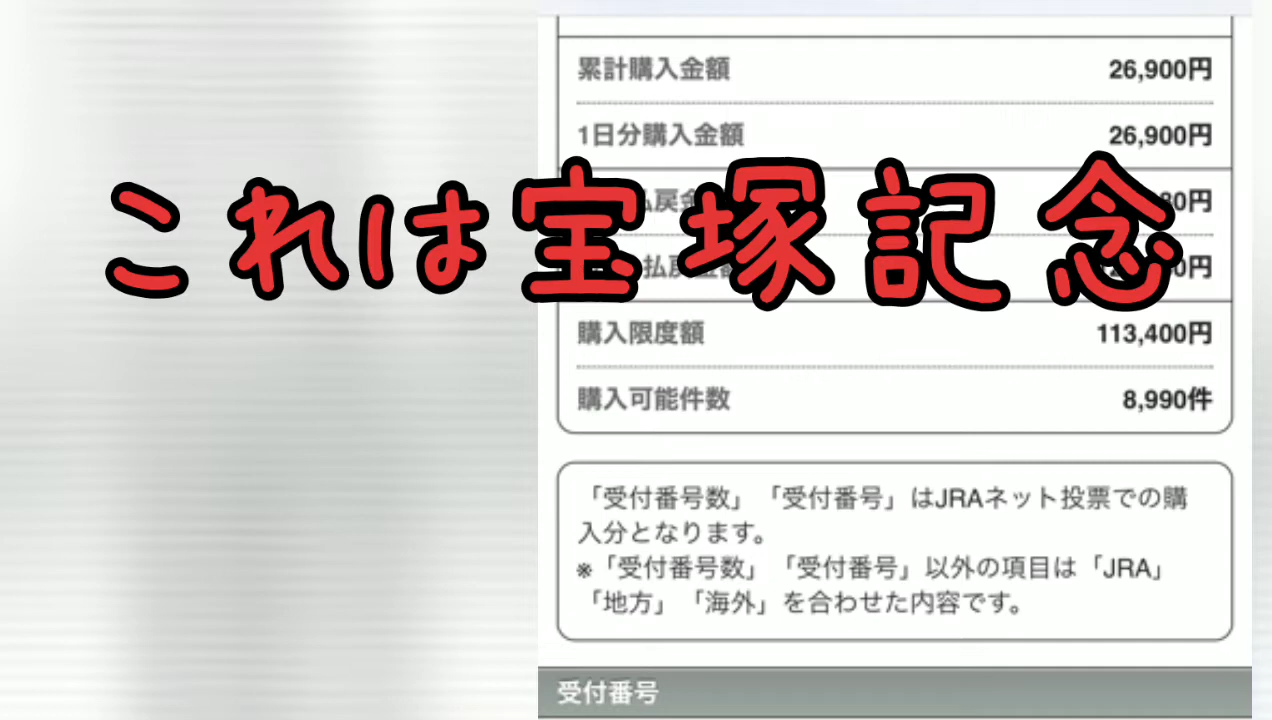 累計購入金額 26,900円
1日分購入金額 26,900円
これは宝塚記念
購入限度額 113,400円
購入可能件数 8,990件
「受付番号数」「受付番号」はJRAネット投票での購
入分となります。
※「受付番号数」「受付番号」以外の項目は「JRA」
「地方」「海外」を合わせた内容です。
受付番号